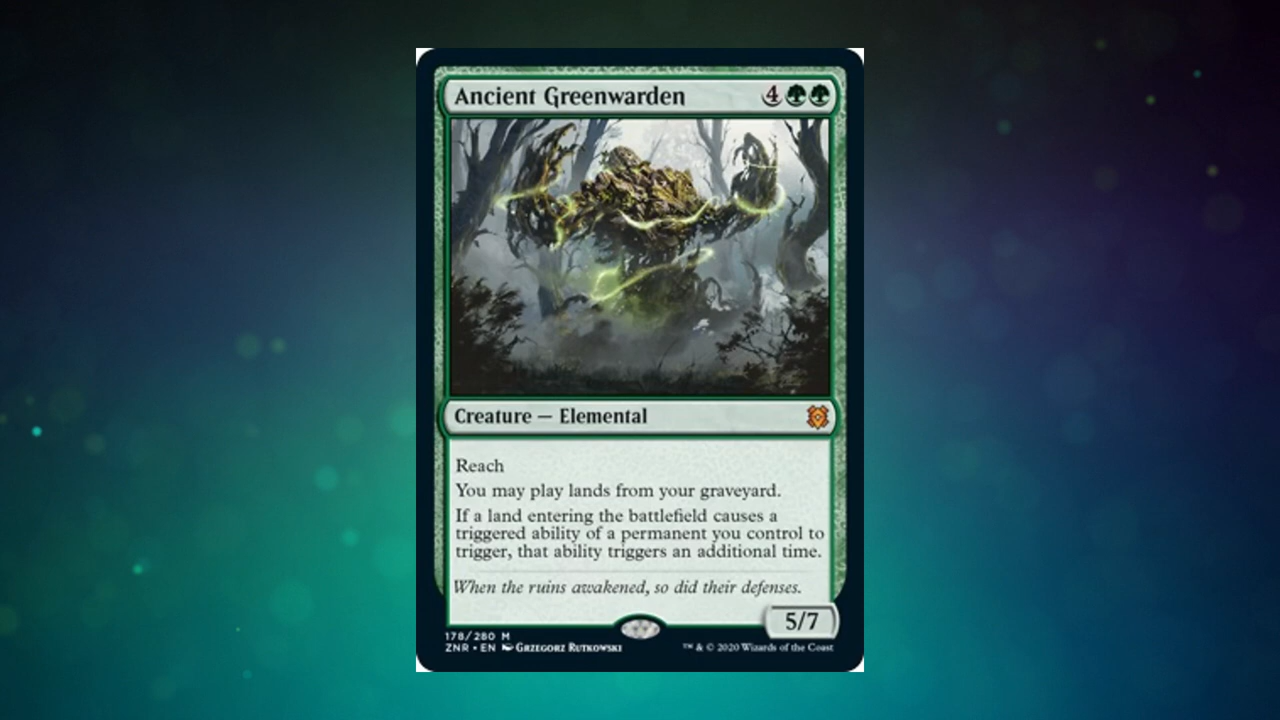 Ancient Greenwarden 4
Creature — Elemental
Reach
You may play lands from your graveyard.
If a land entering the battlefield causes a
triggered ability of a permanent you control to
trigger, that ability triggers an additional time.
When the ruins awakened, so did their defenses.
5/7
178/280 M
ZNR • EN Grzegorz Rutkowski
™ & © 2020 Wizards of the Coast